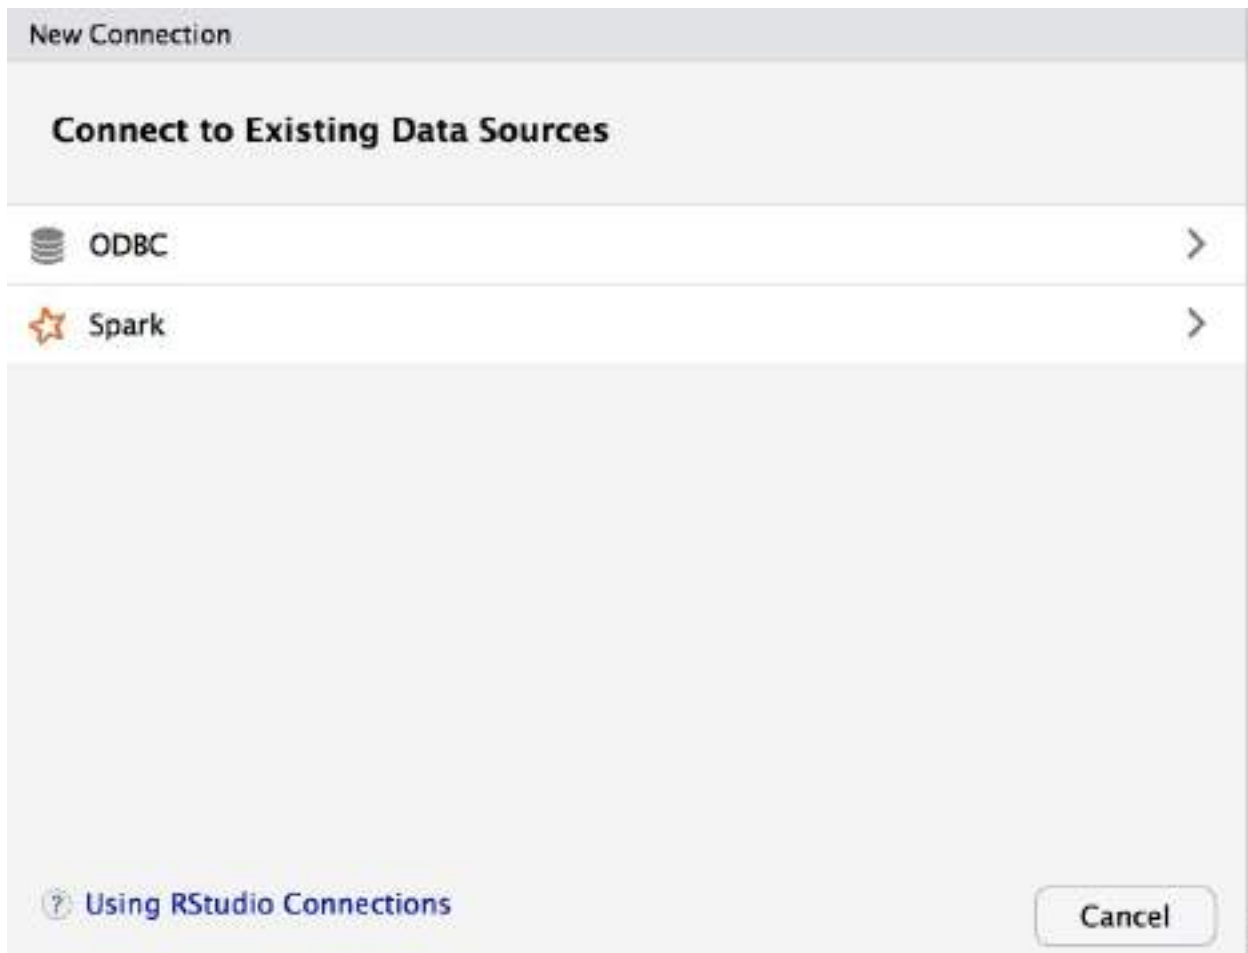 New Connection
Connect to Existing Data Sources
ODBC
Spark
? Using RStudio Connections
Cancel